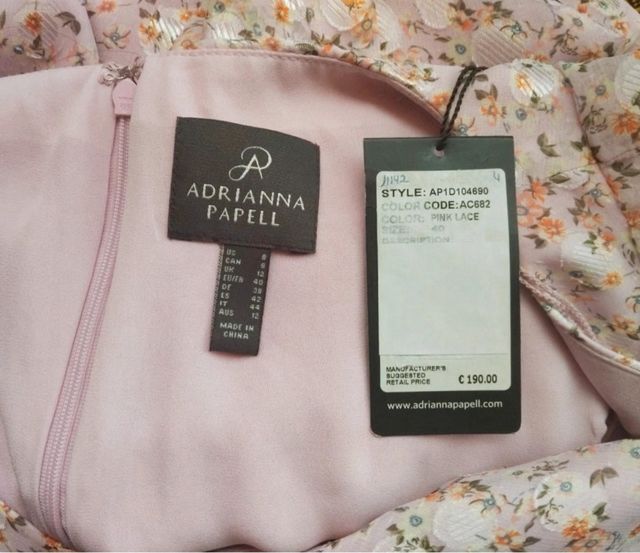 ADRIANNA
PAPELL
US 8
CAN 8
UK 12
EU/FR 40
DE 38
ES 42
IT 44
AUS 12
MADE IN
CHINA
11142 4
STYLE: AP1D104690
COLOR CODE: AC682
COLOR: PINK LACE
SIZE: 40
DESCRIPTION
MANUFACTURER'S
SUGGESTED
RETAIL PRICE € 190.00
www.adriannapapell.com